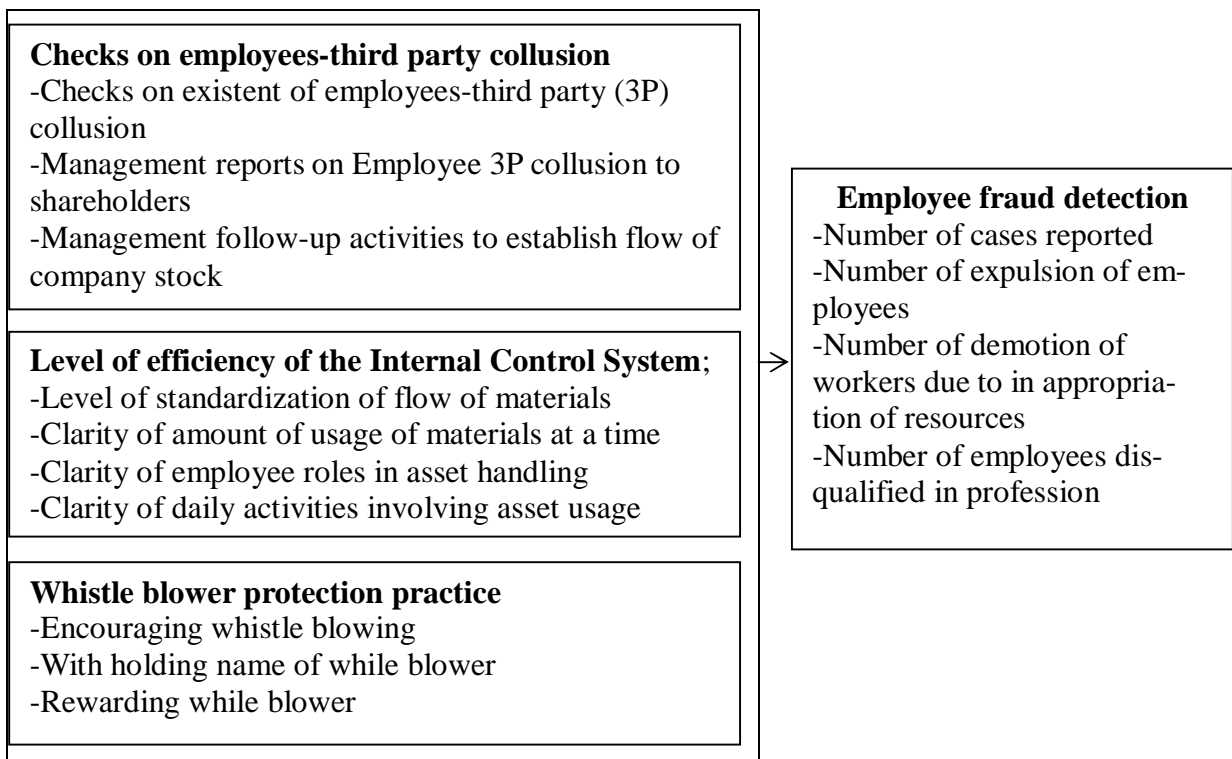 Checks on employees-third party collusion
-Checks on existent of employees-third party (3P)
collusion
-Management reports on Employee 3P collusion to
shareholders
-Management follow-up activities to establish flow of
company stock
Level of efficiency of the Internal Control System;
-Level of standardization of flow of materials
-Clarity of amount of usage of materials at a time
-Clarity of employee roles in asset handling
-Clarity of daily activities involving asset usage
Whistle blower protection practice
-Encouraging whistle blowing
-With holding name of while blower
-Rewarding while blower
Employee fraud detection
-Number of cases reported
-Number of expulsion of em-
ployees
-Number of demotion of
workers due to in appropria-
tion of resources
-Number of employees dis-
qualified in profession